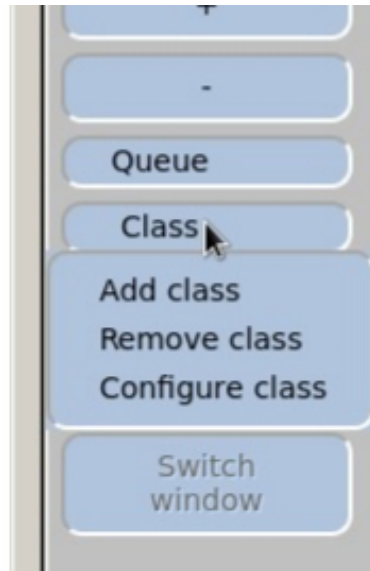 +
-
Queue
Class
Add class
Remove class
Configure class
Switch
window